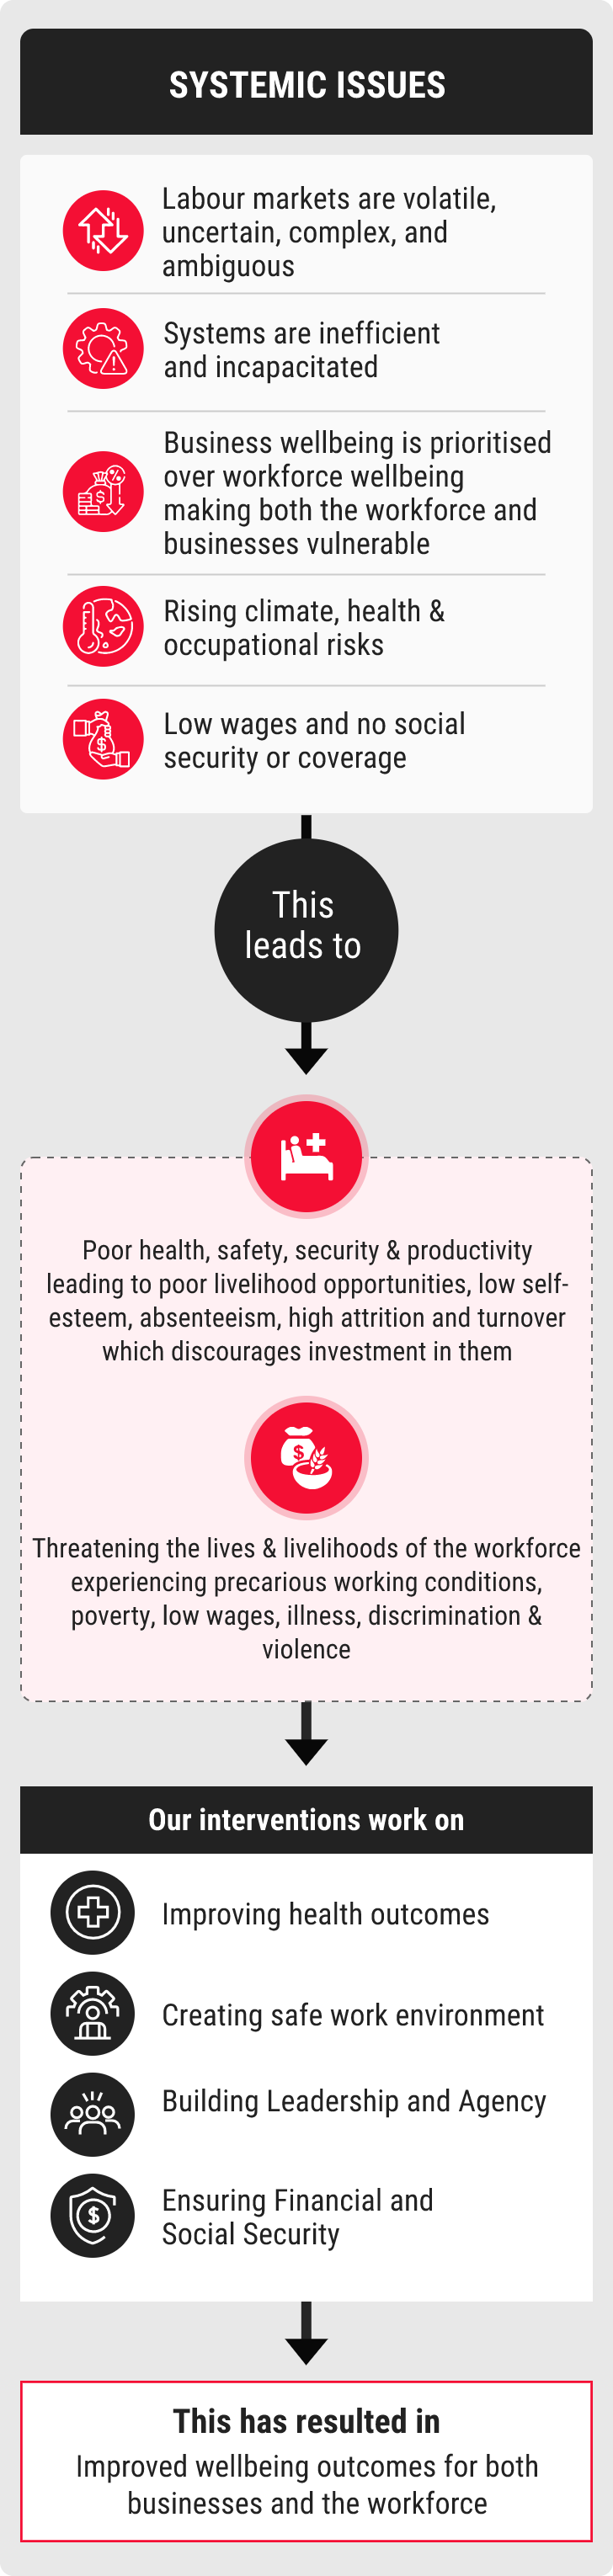 SYSTEMIC ISSUES
Labour markets are volatile,
uncertain, complex, and
ambiguous
Systems are inefficient
and incapacitated
Business wellbeing is prioritised
over workforce wellbeing
making both the workforce and
businesses vulnerable
Rising climate, health &
occupational risks
Low wages and no social
security or coverage
This
leads to
Poor health, safety, security & productivity
leading to poor livelihood opportunities, low self-
esteem, absenteeism, high attrition and turnover
which discourages investment in them
Threatening the lives & livelihoods of the workforce
experiencing precarious working conditions,
poverty, low wages, illness, discrimination &
violence
Our interventions work on
Improving health outcomes
Creating safe work environment
Building Leadership and Agency
Ensuring Financial and
Social Security
This has resulted in
Improved wellbeing outcomes for both
businesses and the workforce